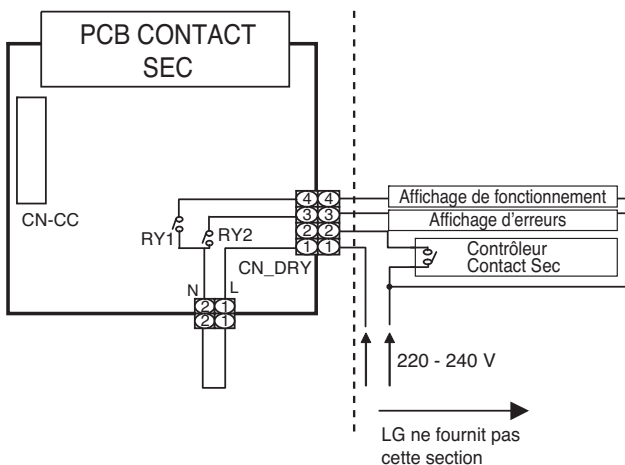 PCB CONTACT
SEC
CN-CC
RY1
RY2
4 4
3 3
2 2
1 1
CN_DRY
N L
2 1
2 1
Affichage de fonctionnement
Affichage d'erreurs
Contrôleur
Contact Sec
220 - 240 V
LG ne fournit pas
cette section